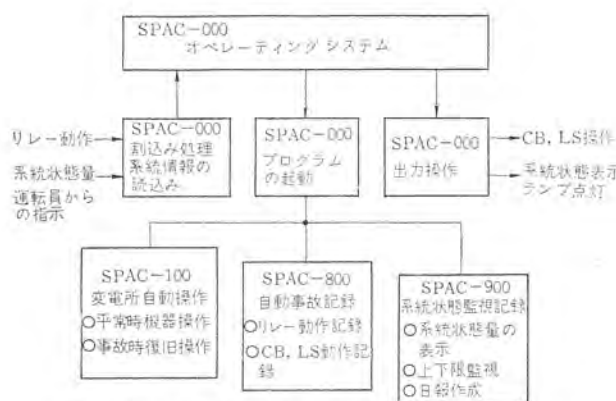 SPAC-000
オペレーティングシステム
リレー動作
系統状態量
運転員から
の指示
SPAC-000
割込み処理
系統情報の
読込み
SPAC-000
プログラム
の起動
SPAC-000
出力操作
CB, LS操作
系統状態表示
ランプ点灯
SPAC-100
変電所自動操作
○平常時機器操作
○事故時復旧操作
SPAC-800
自動事故記録
○リレー動作記録
○CB, LS動作記
録
SPAC-900
系統状態監視記録
○系統状態量の
表示
○上下限監視
○日報作成